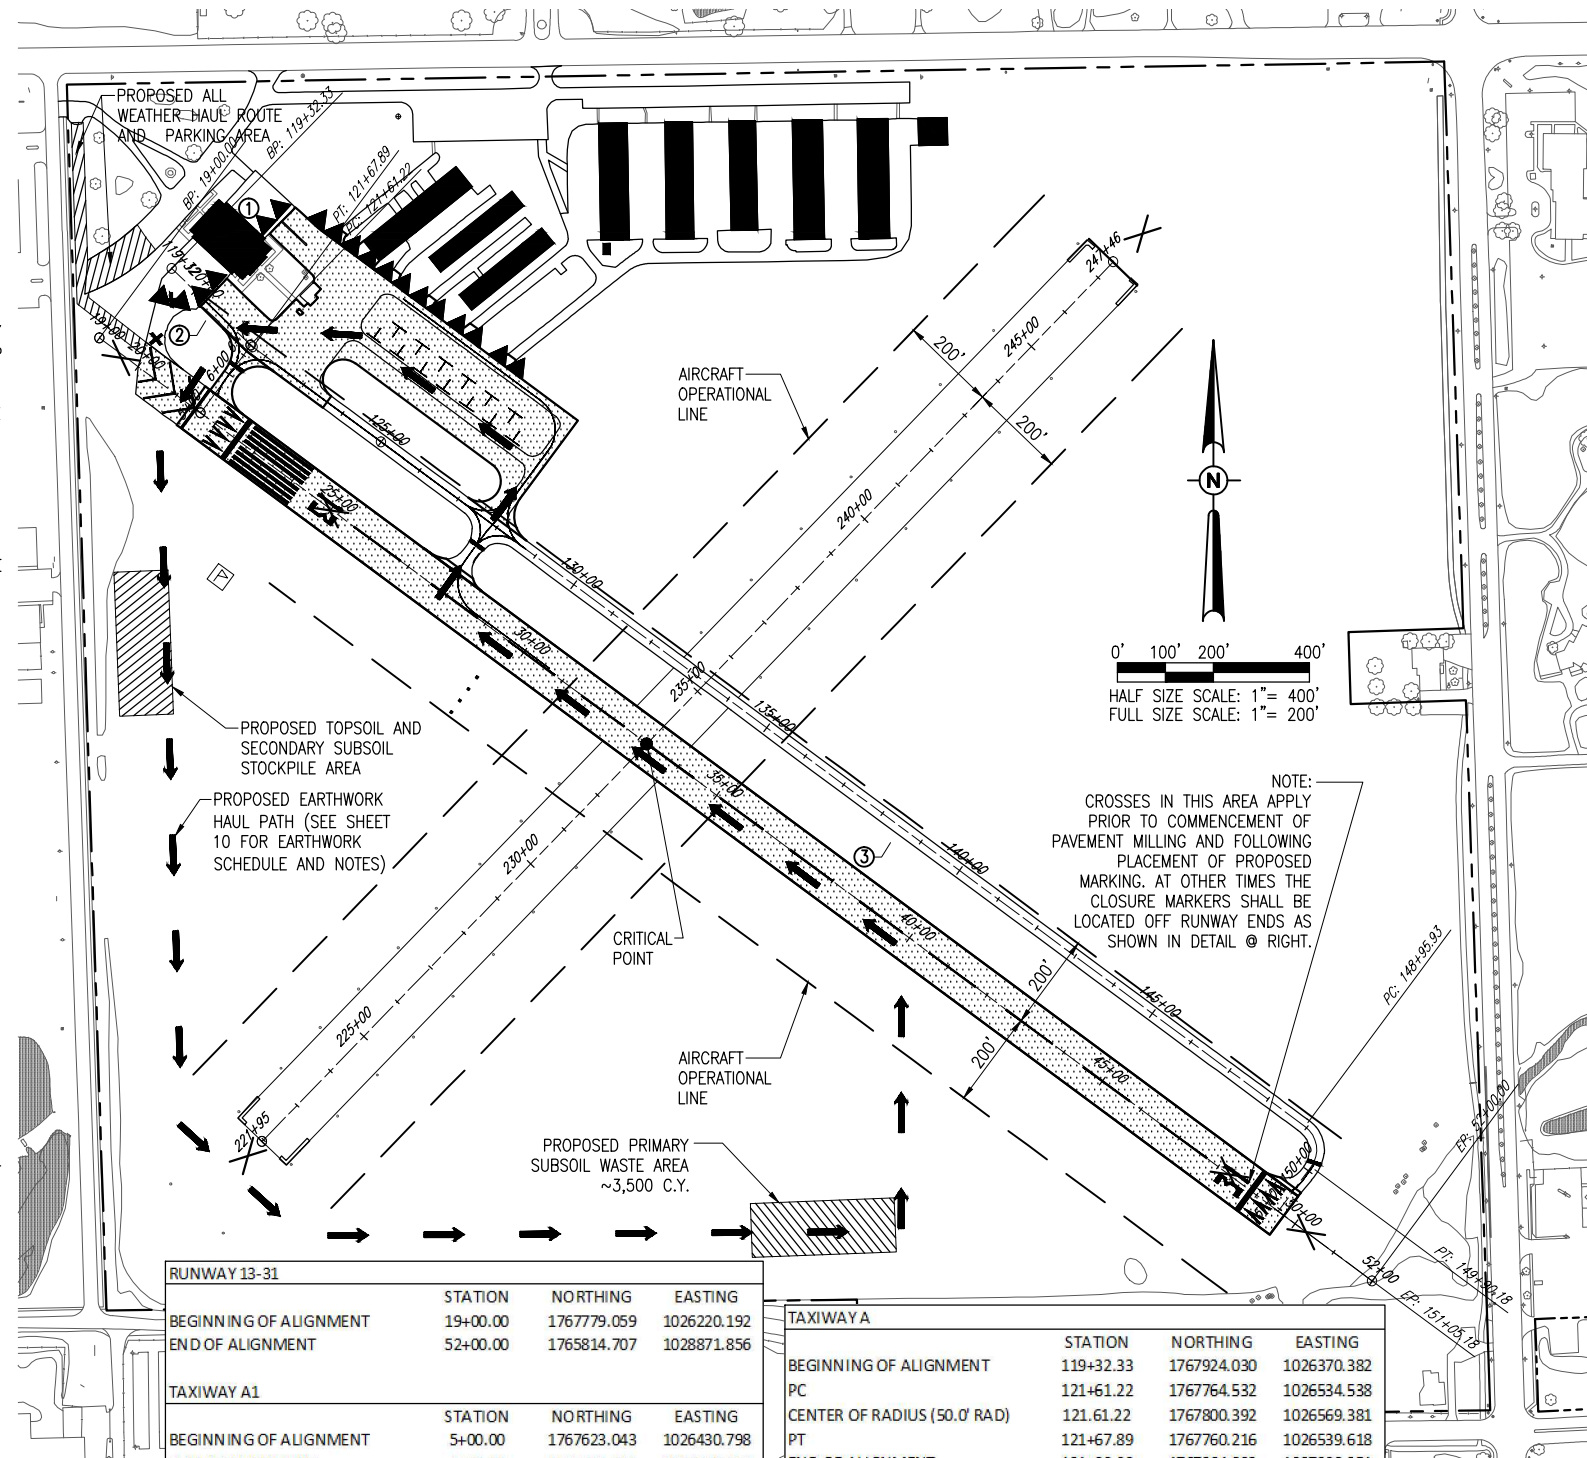 PROPOSED ALL
WEATHER HAUL ROUTE
AND PARKING AREA
BP: 19+00.00
BP: 119+32.33
PT: 121+67.89
PC: 121+61.22
1
2
19+00
20+00
125+00
25+00
130+00
30+00
AIRCRAFT
OPERATIONAL
LINE
200'
200'
247+46
245+00
240+00
235+00
135+00
35+00
N
0' 100' 200' 400'
HALF SIZE SCALE: 1"= 400'
FULL SIZE SCALE: 1"= 200'
PROPOSED TOPSOIL AND
SECONDARY SUBSOIL
STOCKPILE AREA
PROPOSED EARTHWORK
HAUL PATH (SEE SHEET
10 FOR EARTHWORK
SCHEDULE AND NOTES)
NOTE:
CROSSES IN THIS AREA APPLY
PRIOR TO COMMENCEMENT OF
PAVEMENT MILLING AND FOLLOWING
PLACEMENT OF PROPOSED
MARKING. AT OTHER TIMES THE
CLOSURE MARKERS SHALL BE
LOCATED OFF RUNWAY ENDS AS
SHOWN IN DETAIL @ RIGHT.
3
140+00
230+00
40+00
CRITICAL
POINT
225+00
221+95
200'
200'
145+00
45+00
PC: 148+95.93
AIRCRAFT
OPERATIONAL
LINE
PROPOSED PRIMARY
SUBSOIL WASTE AREA
~3,500 C.Y.
150+00
50+00
52+00
EP: 52+00.00
PT: 149+90.18
EP: 151+05.18
RUNWAY 13-31
STATION NORTHING EASTING
BEGINNING OF ALIGNMENT 19+00.00 1767779.059 1026220.192
END OF ALIGNMENT 52+00.00 1765814.707 1028871.856
TAXIWAY A1
STATION NORTHING EASTING
BEGINNING OF ALIGNMENT 5+00.00 1767623.043 1026430.798
TAXIWAY A
STATION NORTHING EASTING
BEGINNING OF ALIGNMENT 119+32.33 1767924.030 1026370.382
PC 121+61.22 1767764.532 1026534.538
CENTER OF RADIUS (50.0' RAD) 121.61.22 1767800.392 1026569.381
PT 121+67.89 1767760.216 1026539.618